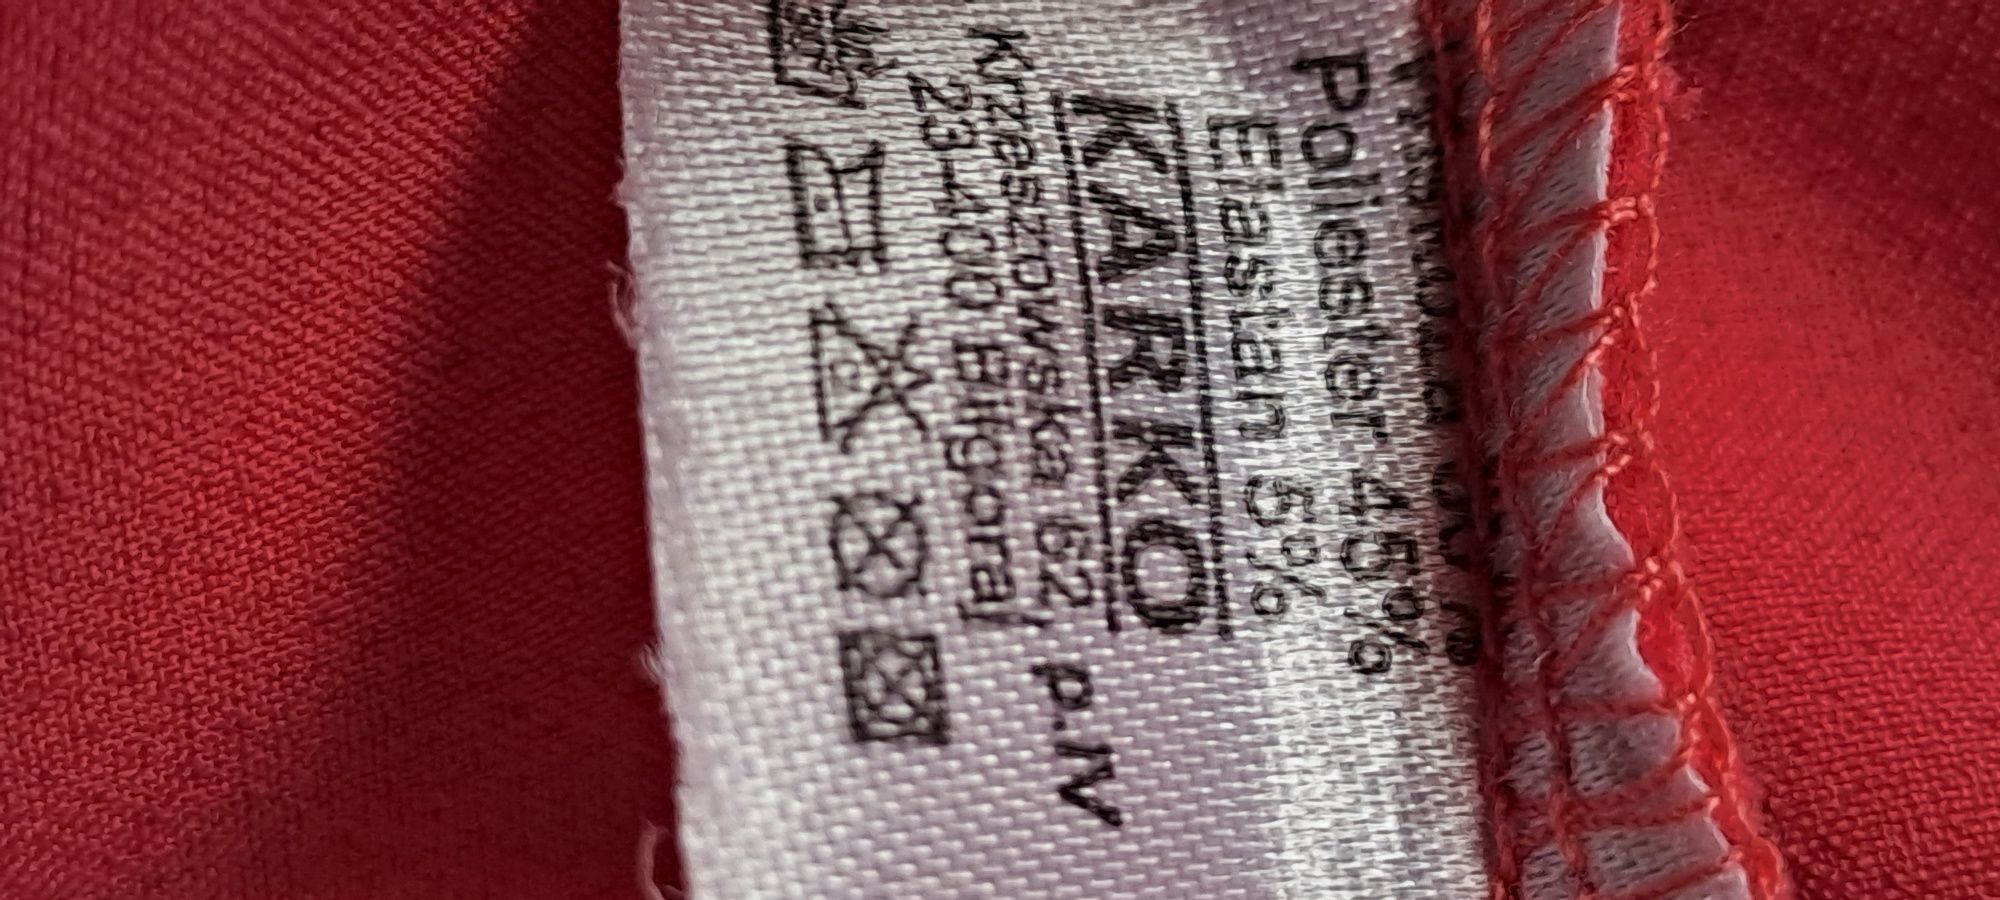 Poliester 45%
Elastan 5%
KARKO
Krzeszowska 62, p.IV
23-400 Biłgoraj